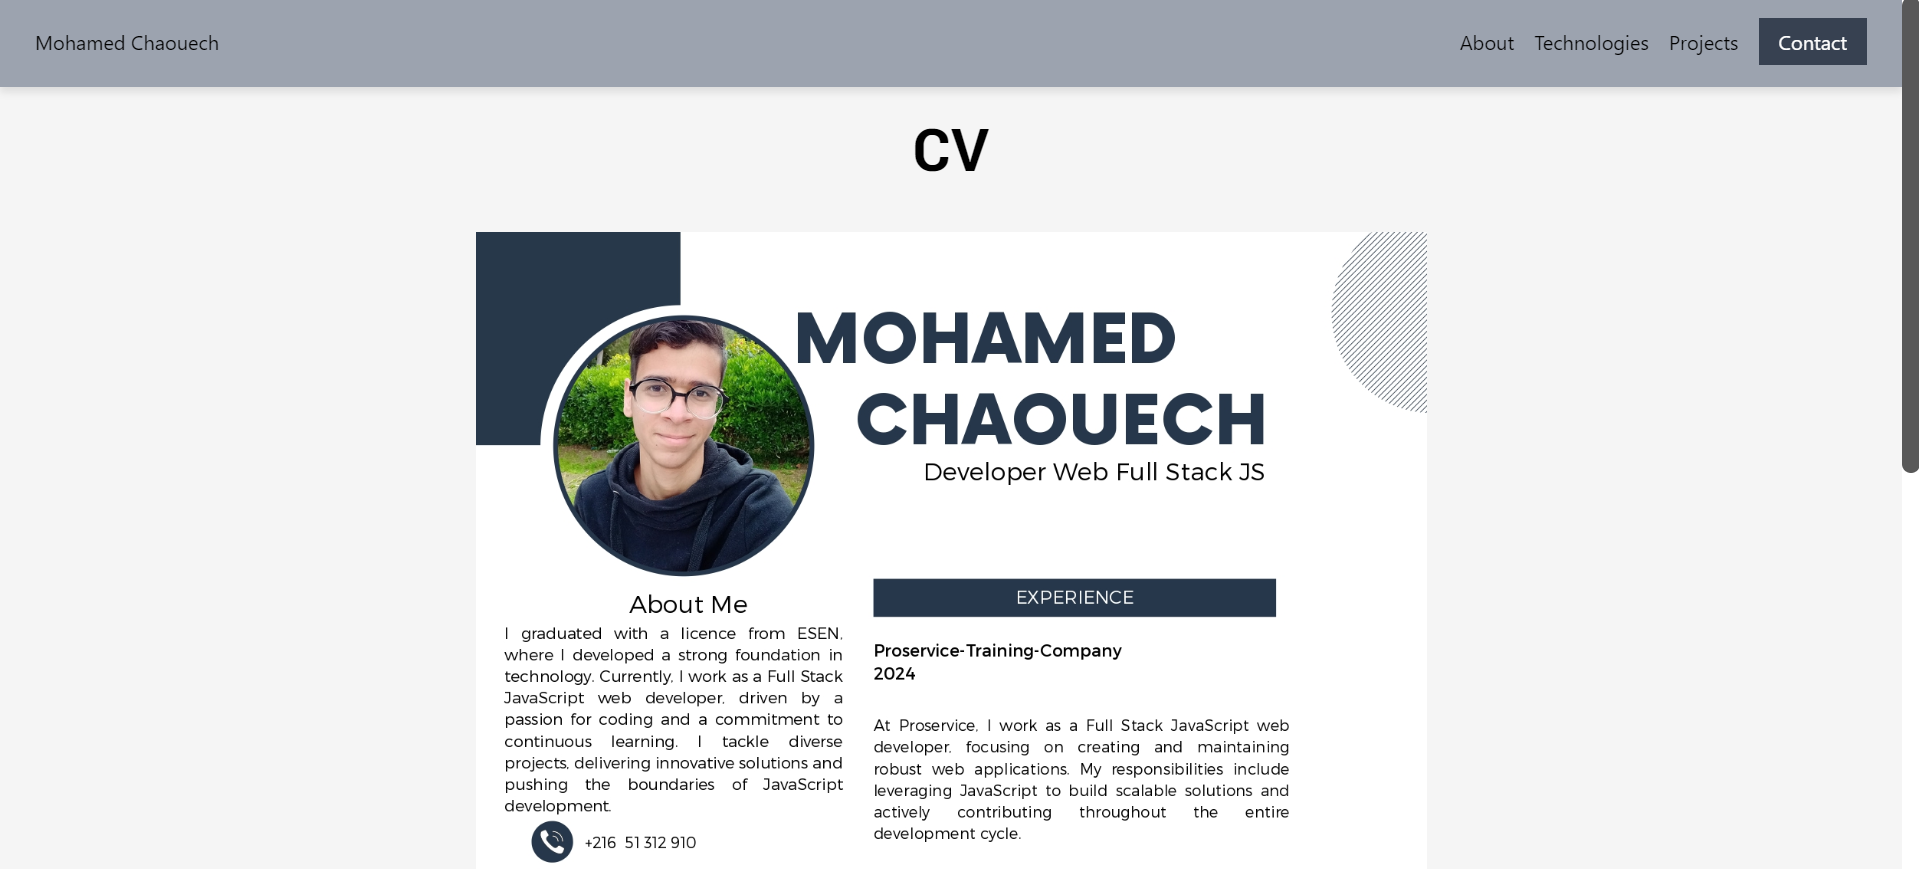 Mohamed Chaouech
About Technologies Projects Contact
CV
MOHAMED
CHAOUECH
Developer Web Full Stack JS
About Me
I graduated with a licence from ESEN,
where I developed a strong foundation in
technology. Currently, I work as a Full Stack
JavaScript web developer, driven by a
passion for coding and a commitment to
continuous learning. I tackle diverse
projects, delivering innovative solutions and
pushing the boundaries of JavaScript
development.
+216 51 312 910
EXPERIENCE
Proservice-Training-Company
2024
At Proservice, I work as a Full Stack JavaScript web
developer, focusing on creating and maintaining
robust web applications. My responsibilities include
leveraging JavaScript to build scalable solutions and
actively contributing throughout the entire
development cycle.